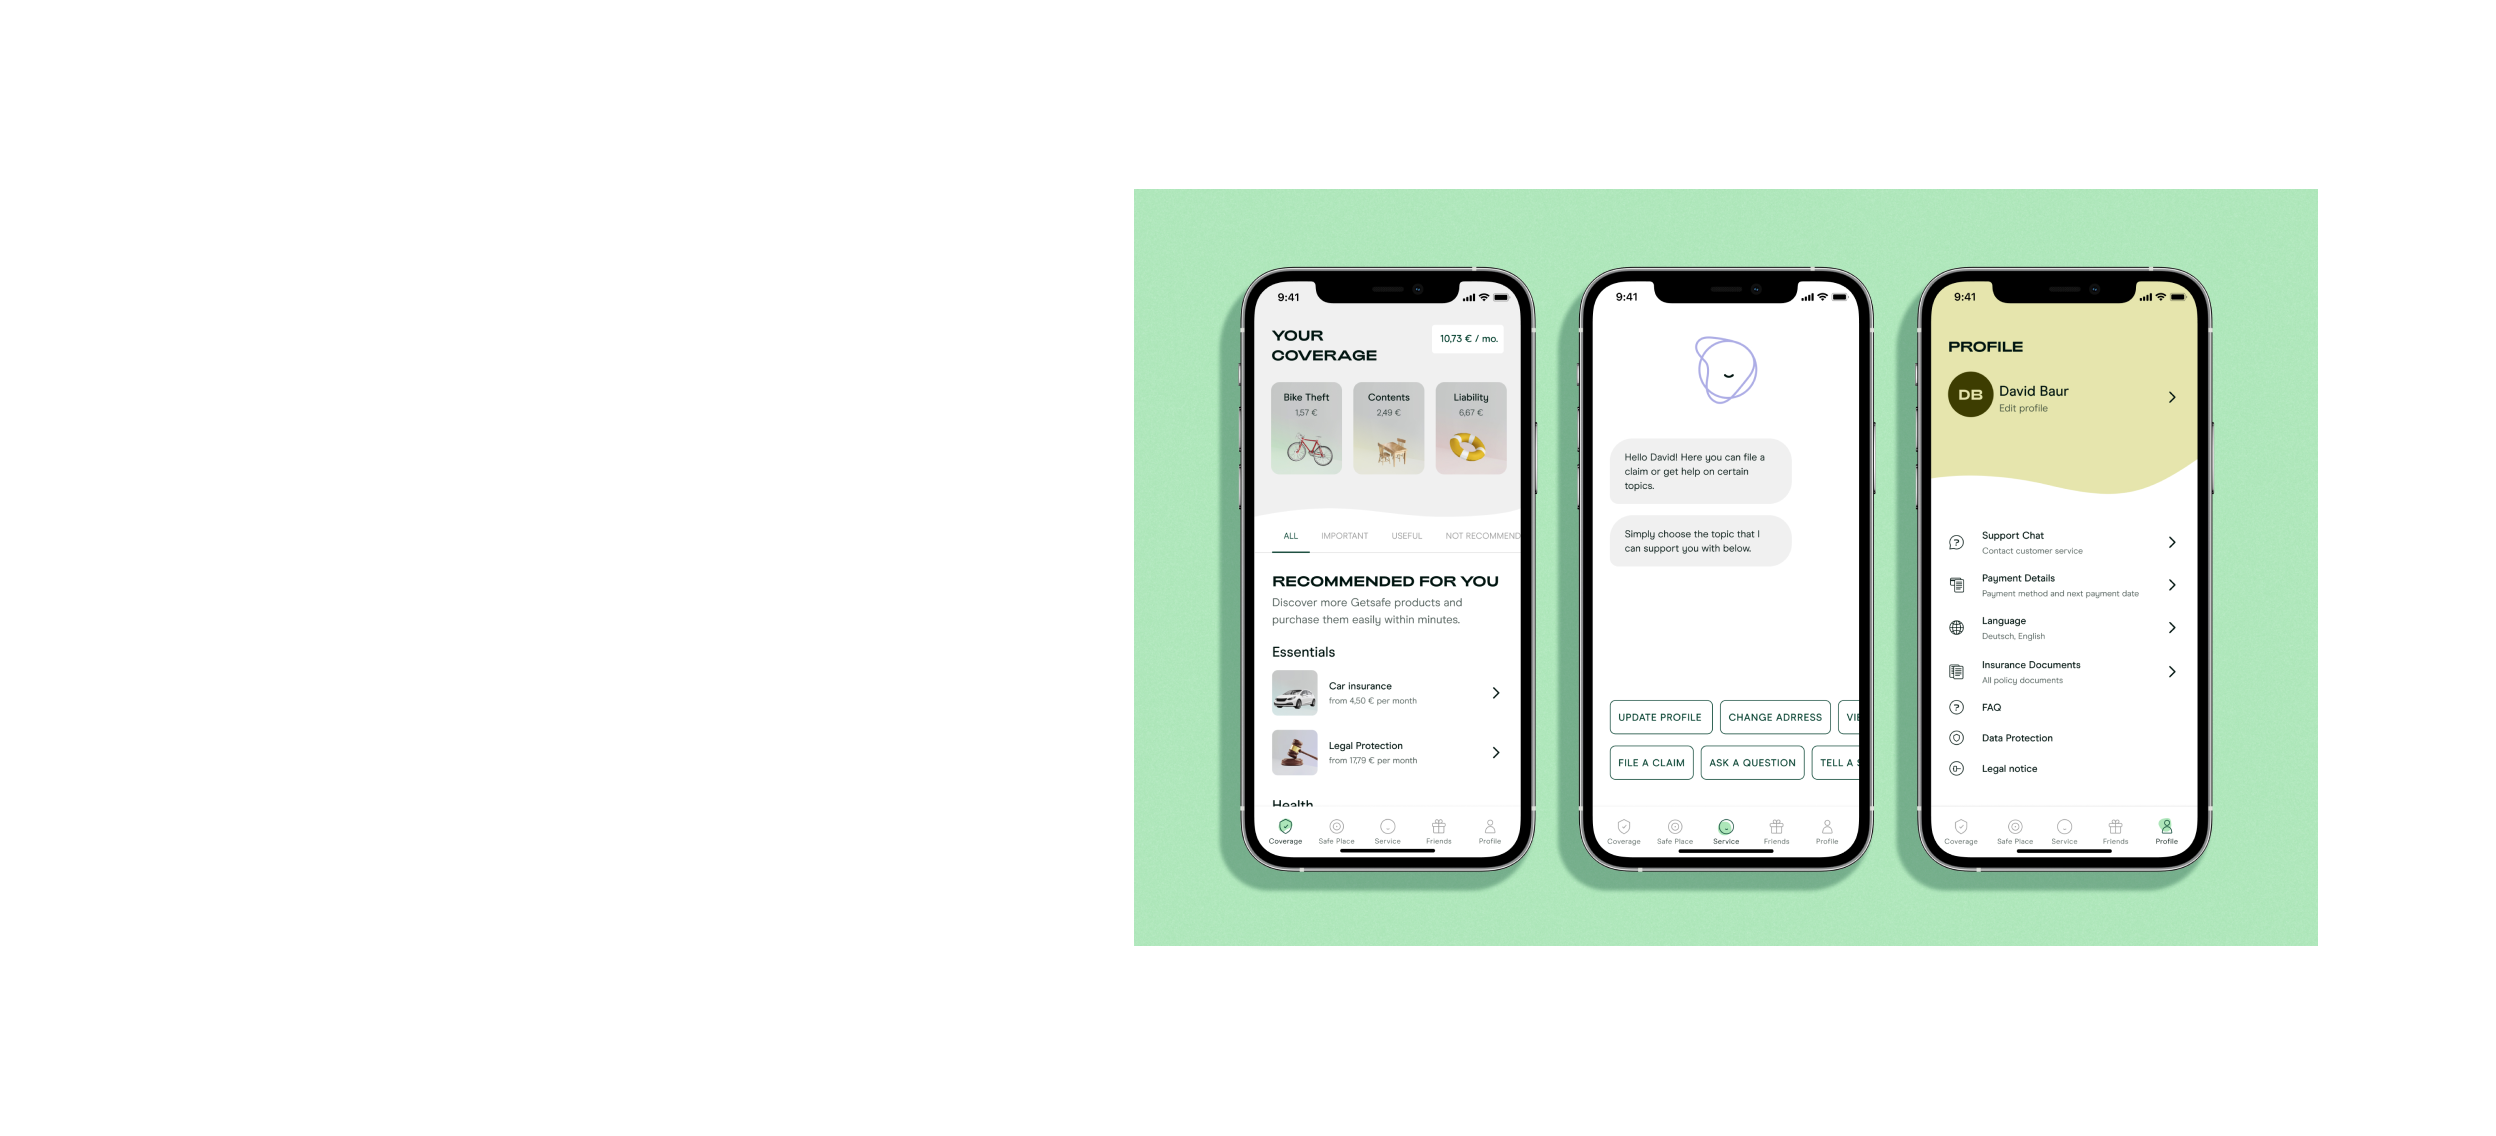 9:41
YOUR
COVERAGE
10,73 € / mo.
Bike Theft
1,57 €
Contents
2,49 €
Liability
6,67 €
ALL IMPORTANT USEFUL NOT RECOMMEND
RECOMMENDED FOR YOU
Discover more Getsafe products and
purchase them easily within minutes.
Essentials
Car insurance
from 4,50 € per month
Legal Protection
from 17,79 € per month
Health
Coverage Safe Place Service Friends Profile
9:41
Hello David! Here you can file a
claim or get help on certain
topics.
Simply choose the topic that I
can support you with below.
UPDATE PROFILE CHANGE ADRRESS VIE
FILE A CLAIM ASK A QUESTION TELL A
Coverage Safe Place Service Friends Profile
9:41
PROFILE
DB
David Baur
Edit profile
Support Chat
Contact customer service
Payment Details
Payment method and next payment date
Language
Deutsch, English
Insurance Documents
All policy documents
FAQ
Data Protection
Legal notice
Coverage Safe Place Service Friends Profile